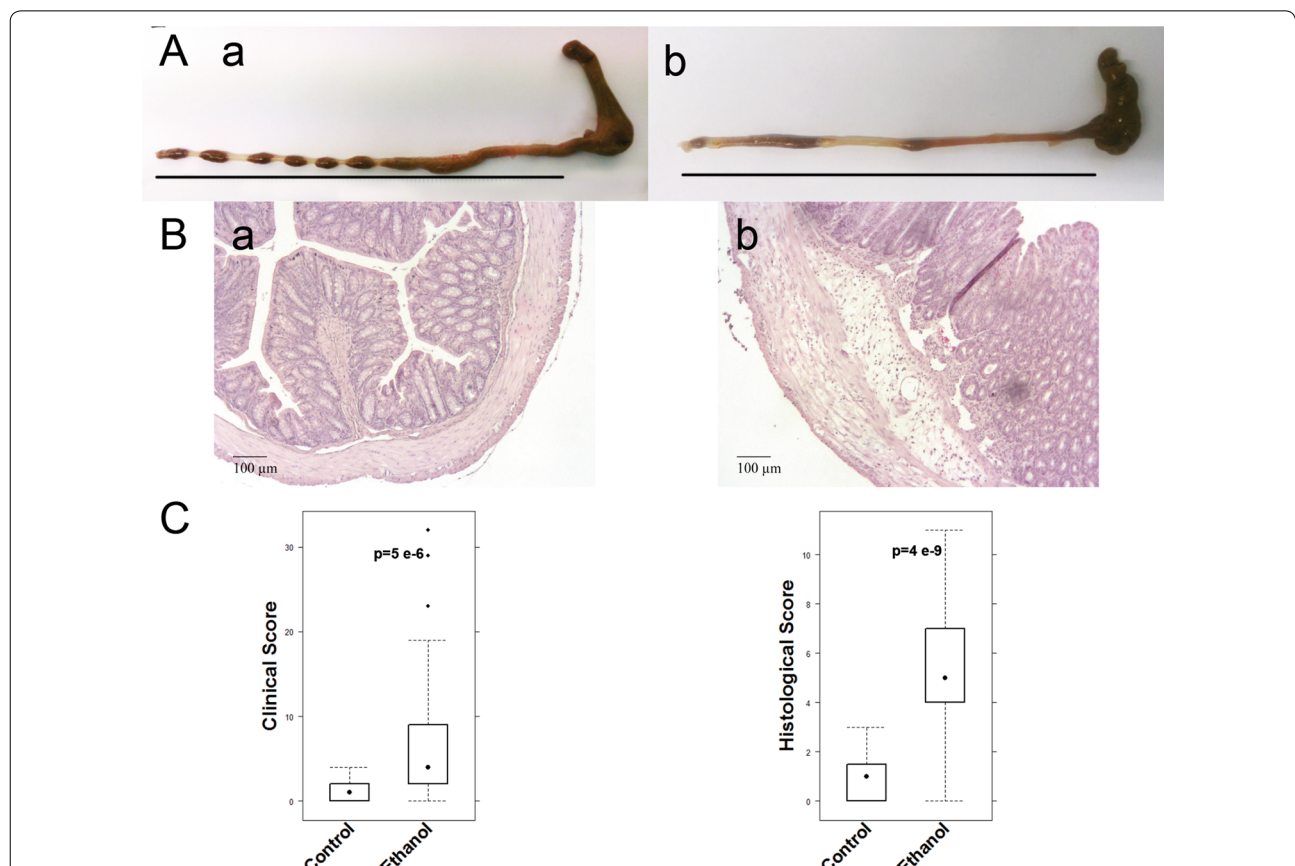 A a
b
B a
b
100 µm
100 µm
C
Clinical Score
30
20
10
0
p=5 e-6
Control
Ethanol
Histological Score
10
8
6
4
2
0
p=4 e-9
Control
Ethanol